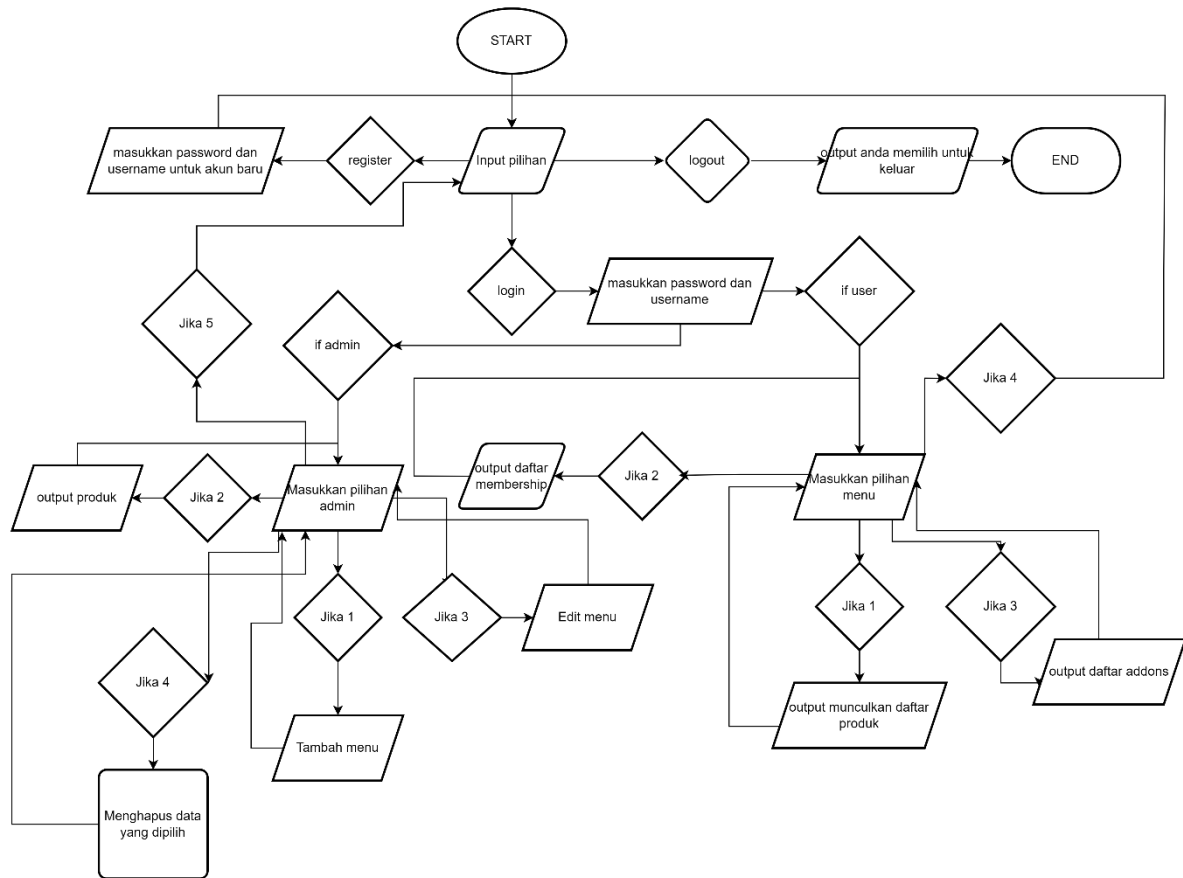 START
masukkan password dan
username untuk akun baru
register
Input pilihan
logout
output anda memilih untuk
keluar
END
login
masukkan password dan
username
if user
Jika 5
if admin
Jika 4
output produk
Jika 2
Masukkan pilihan
admin
output daftar
membership
Jika 2
Masukkan pilihan
menu
Jika 1
Jika 3
Edit menu
Jika 1
Jika 3
Jika 4
output daftar addons
Tambah menu
output munculkan daftar
produk
Menghapus data
yang dipilih